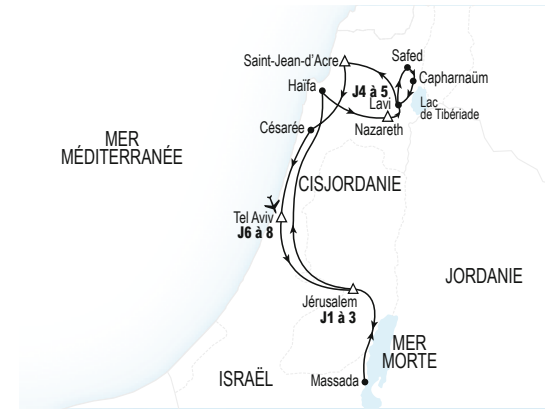 Safed
Saint-Jean-d'Acre
Capharnaüm
Haïfa
J4 à 5
Lavi
Lac
de Tibériade
Césarée
Nazareth
MER
MÉDITERRANÉE
CISJORDANIE
Tel Aviv
J6 à 8
JORDANIE
Jérusalem
J1 à 3
MER
MORTE
ISRAËL
Massada